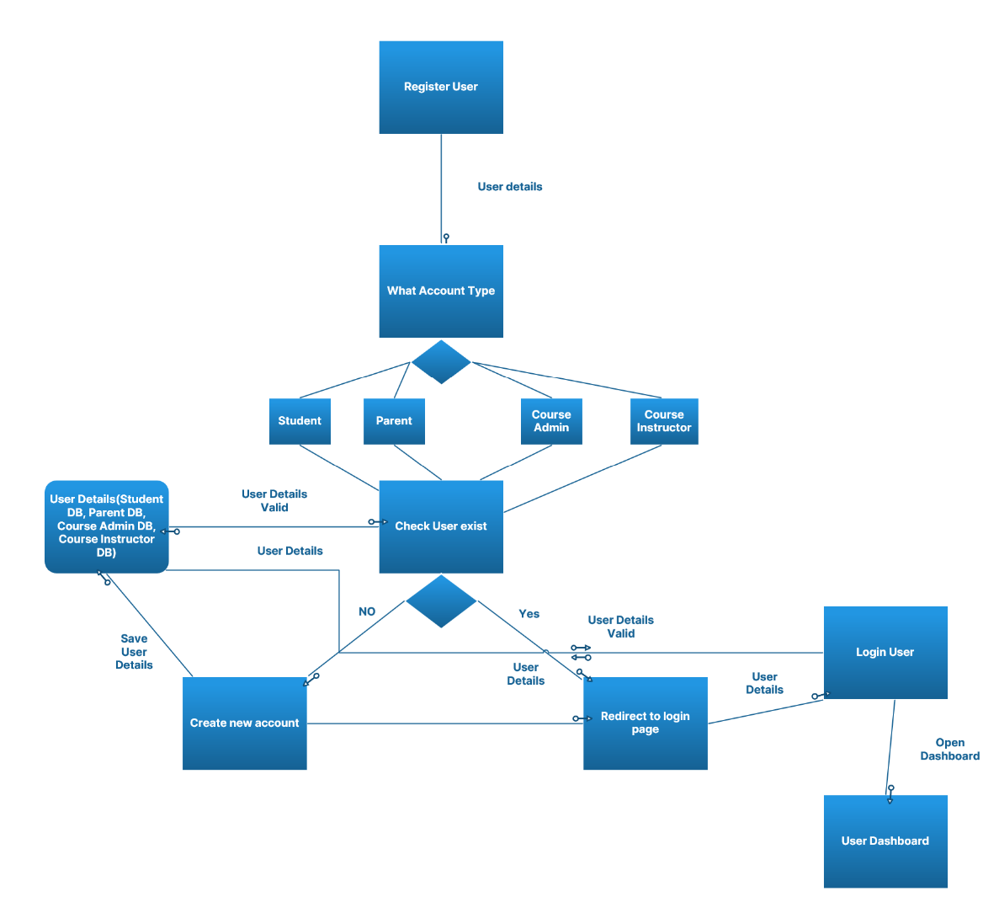 Register User
User details
What Account Type
Student
Parent
Course
Admin
Course
Instructor
User Details(Student
DB, Parent DB,
Course Admin DB,
Course Instructor
DB)
User Details
Valid
Check User exist
User Details
NO
Yes
User Details
Valid
Save
User
Details
User
Details
Login User
User
Details
Create new account
Redirect to login
page
Open
Dashboard
User Dashboard